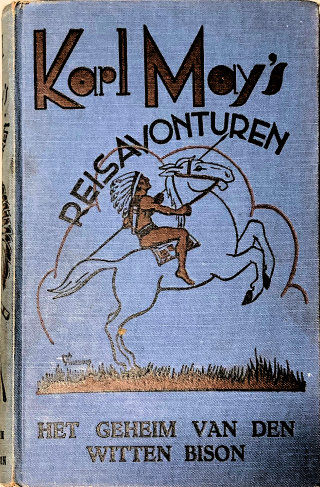 Karl May's
REISAVONTUREN
HET GEHEIM VAN DEN
WITTEN BISON